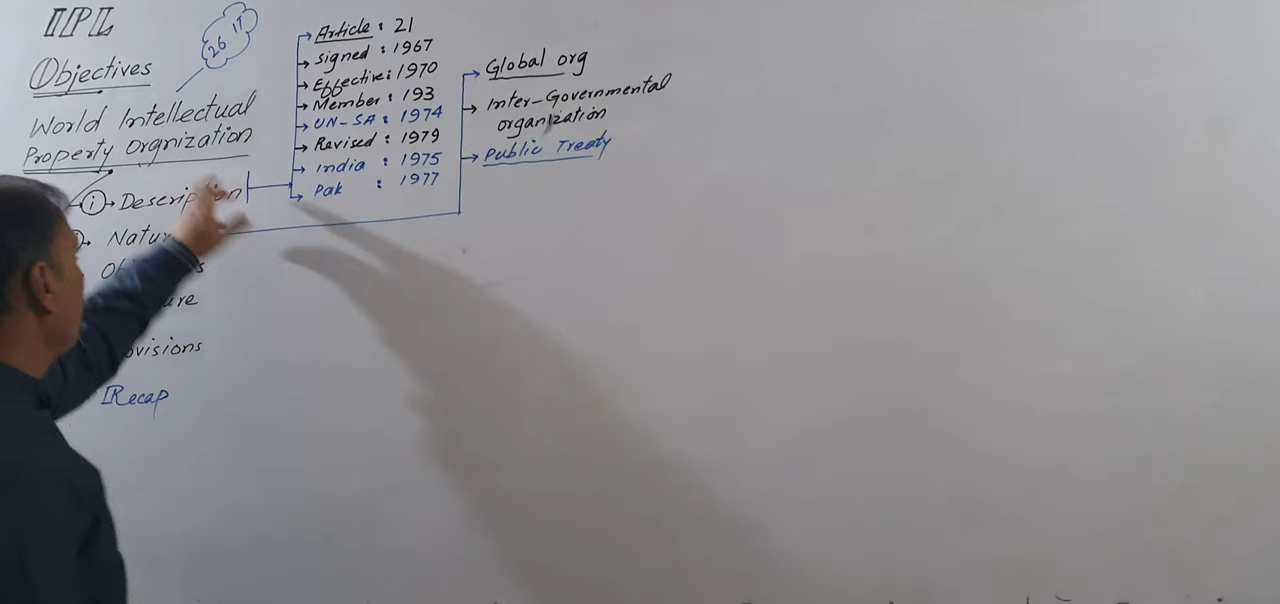 IPL
Objectives
World Intellectual
Property Orgnization
26 17
i Description
Article : 21
Signed : 1967
Effective : 1970
Member : 193
UN-SA : 1974
Revised : 1979
India : 1975
Pak : 1977
Global org
Inter-Governmental
organization
Public Treaty
Recap